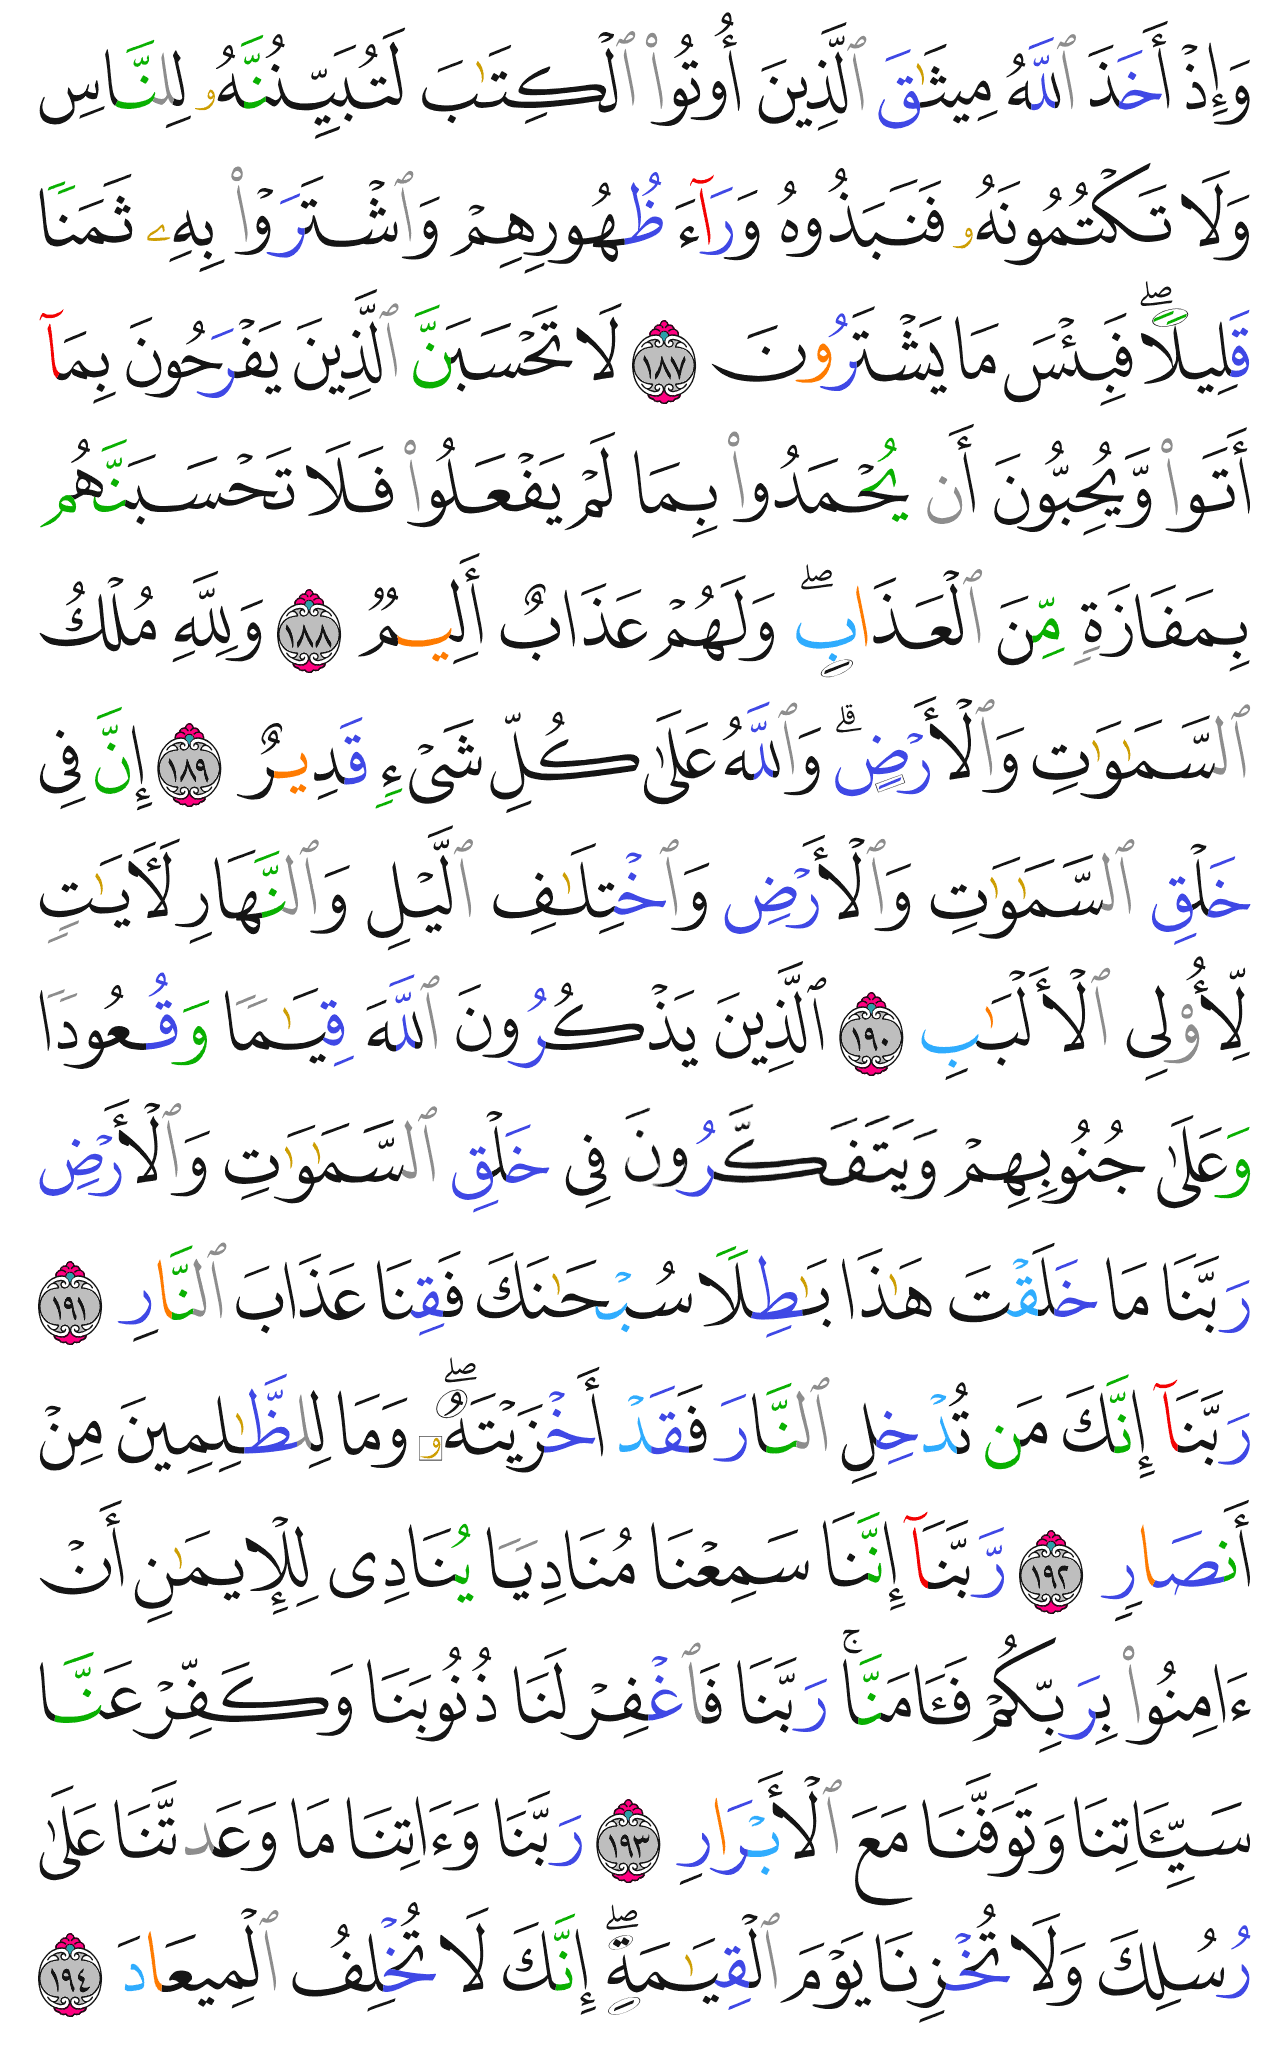 وَإِذْ أَخَذَ ٱللَّهُ مِيثَٰقَ ٱلَّذِينَ أُوتُوا۟ ٱلْكِتَٰبَ لَتُبَيِّنُنَّهُۥ لِلنَّاسِ
وَلَا تَكْتُمُونَهُۥ فَنَبَذُوهُ وَرَآءَ ظُهُورِهِمْ وَٱشْتَرَوْا۟ بِهِۦ ثَمَنًا
قَلِيلًا ۖ فَبِئْسَ مَا يَشْتَرُونَ ١٨٧ لَا تَحْسَبَنَّ ٱلَّذِينَ يَفْرَحُونَ بِمَآ
أَتَوا۟ وَّيُحِبُّونَ أَن يُحْمَدُوا۟ بِمَا لَمْ يَفْعَلُوا۟ فَلَا تَحْسَبَنَّهُم
بِمَفَازَةٍ مِّنَ ٱلْعَذَابِ ۖ وَلَهُمْ عَذَابٌ أَلِيمٌ ١٨٨ وَلِلَّهِ مُلْكُ
ٱلسَّمَٰوَٰتِ وَٱلْأَرْضِ ۗ وَٱللَّهُ عَلَىٰ كُلِّ شَىْءٍ قَدِيرٌ ١٨٩ إِنَّ فِى
خَلْقِ ٱلسَّمَٰوَٰتِ وَٱلْأَرْضِ وَٱخْتِلَٰفِ ٱلَّيْلِ وَٱلنَّهَارِ لَـَٔايَٰتٍ
لِّأُو۟لِى ٱلْأَلْبَٰبِ ١٩٠ ٱلَّذِينَ يَذْكُرُونَ ٱللَّهَ قِيَٰمًا وَقُعُودًا
وَعَلَىٰ جُنُوبِهِمْ وَيَتَفَكَّرُونَ فِى خَلْقِ ٱلسَّمَٰوَٰتِ وَٱلْأَرْضِ
رَبَّنَا مَا خَلَقْتَ هَٰذَا بَٰطِلًا سُبْحَٰنَكَ فَقِنَا عَذَابَ ٱلنَّارِ ١٩١
رَبَّنَآ إِنَّكَ مَن تُدْخِلِ ٱلنَّارَ فَقَدْ أَخْزَيْتَهُۥ ۖ وَمَا لِلظَّٰلِمِينَ مِنْ
أَنصَارٍ ١٩٢ رَّبَّنَآ إِنَّنَا سَمِعْنَا مُنَادِيًا يُنَادِى لِلْإِيمَٰنِ أَنْ
ءَامِنُوا۟ بِرَبِّكُمْ فَـَٔامَنَّا ۚ رَبَّنَا فَٱغْفِرْ لَنَا ذُنُوبَنَا وَكَفِّرْ عَنَّا
سَيِّـَٔاتِنَا وَتَوَفَّنَا مَعَ ٱلْأَبْرَارِ ١٩٣ رَبَّنَا وَءَاتِنَا مَا وَعَدتَّنَا عَلَىٰ
رُسُلِكَ وَلَا تُخْزِنَا يَوْمَ ٱلْقِيَٰمَةِ ۖ إِنَّكَ لَا تُخْلِفُ ٱلْمِيعَادَ ١٩٤